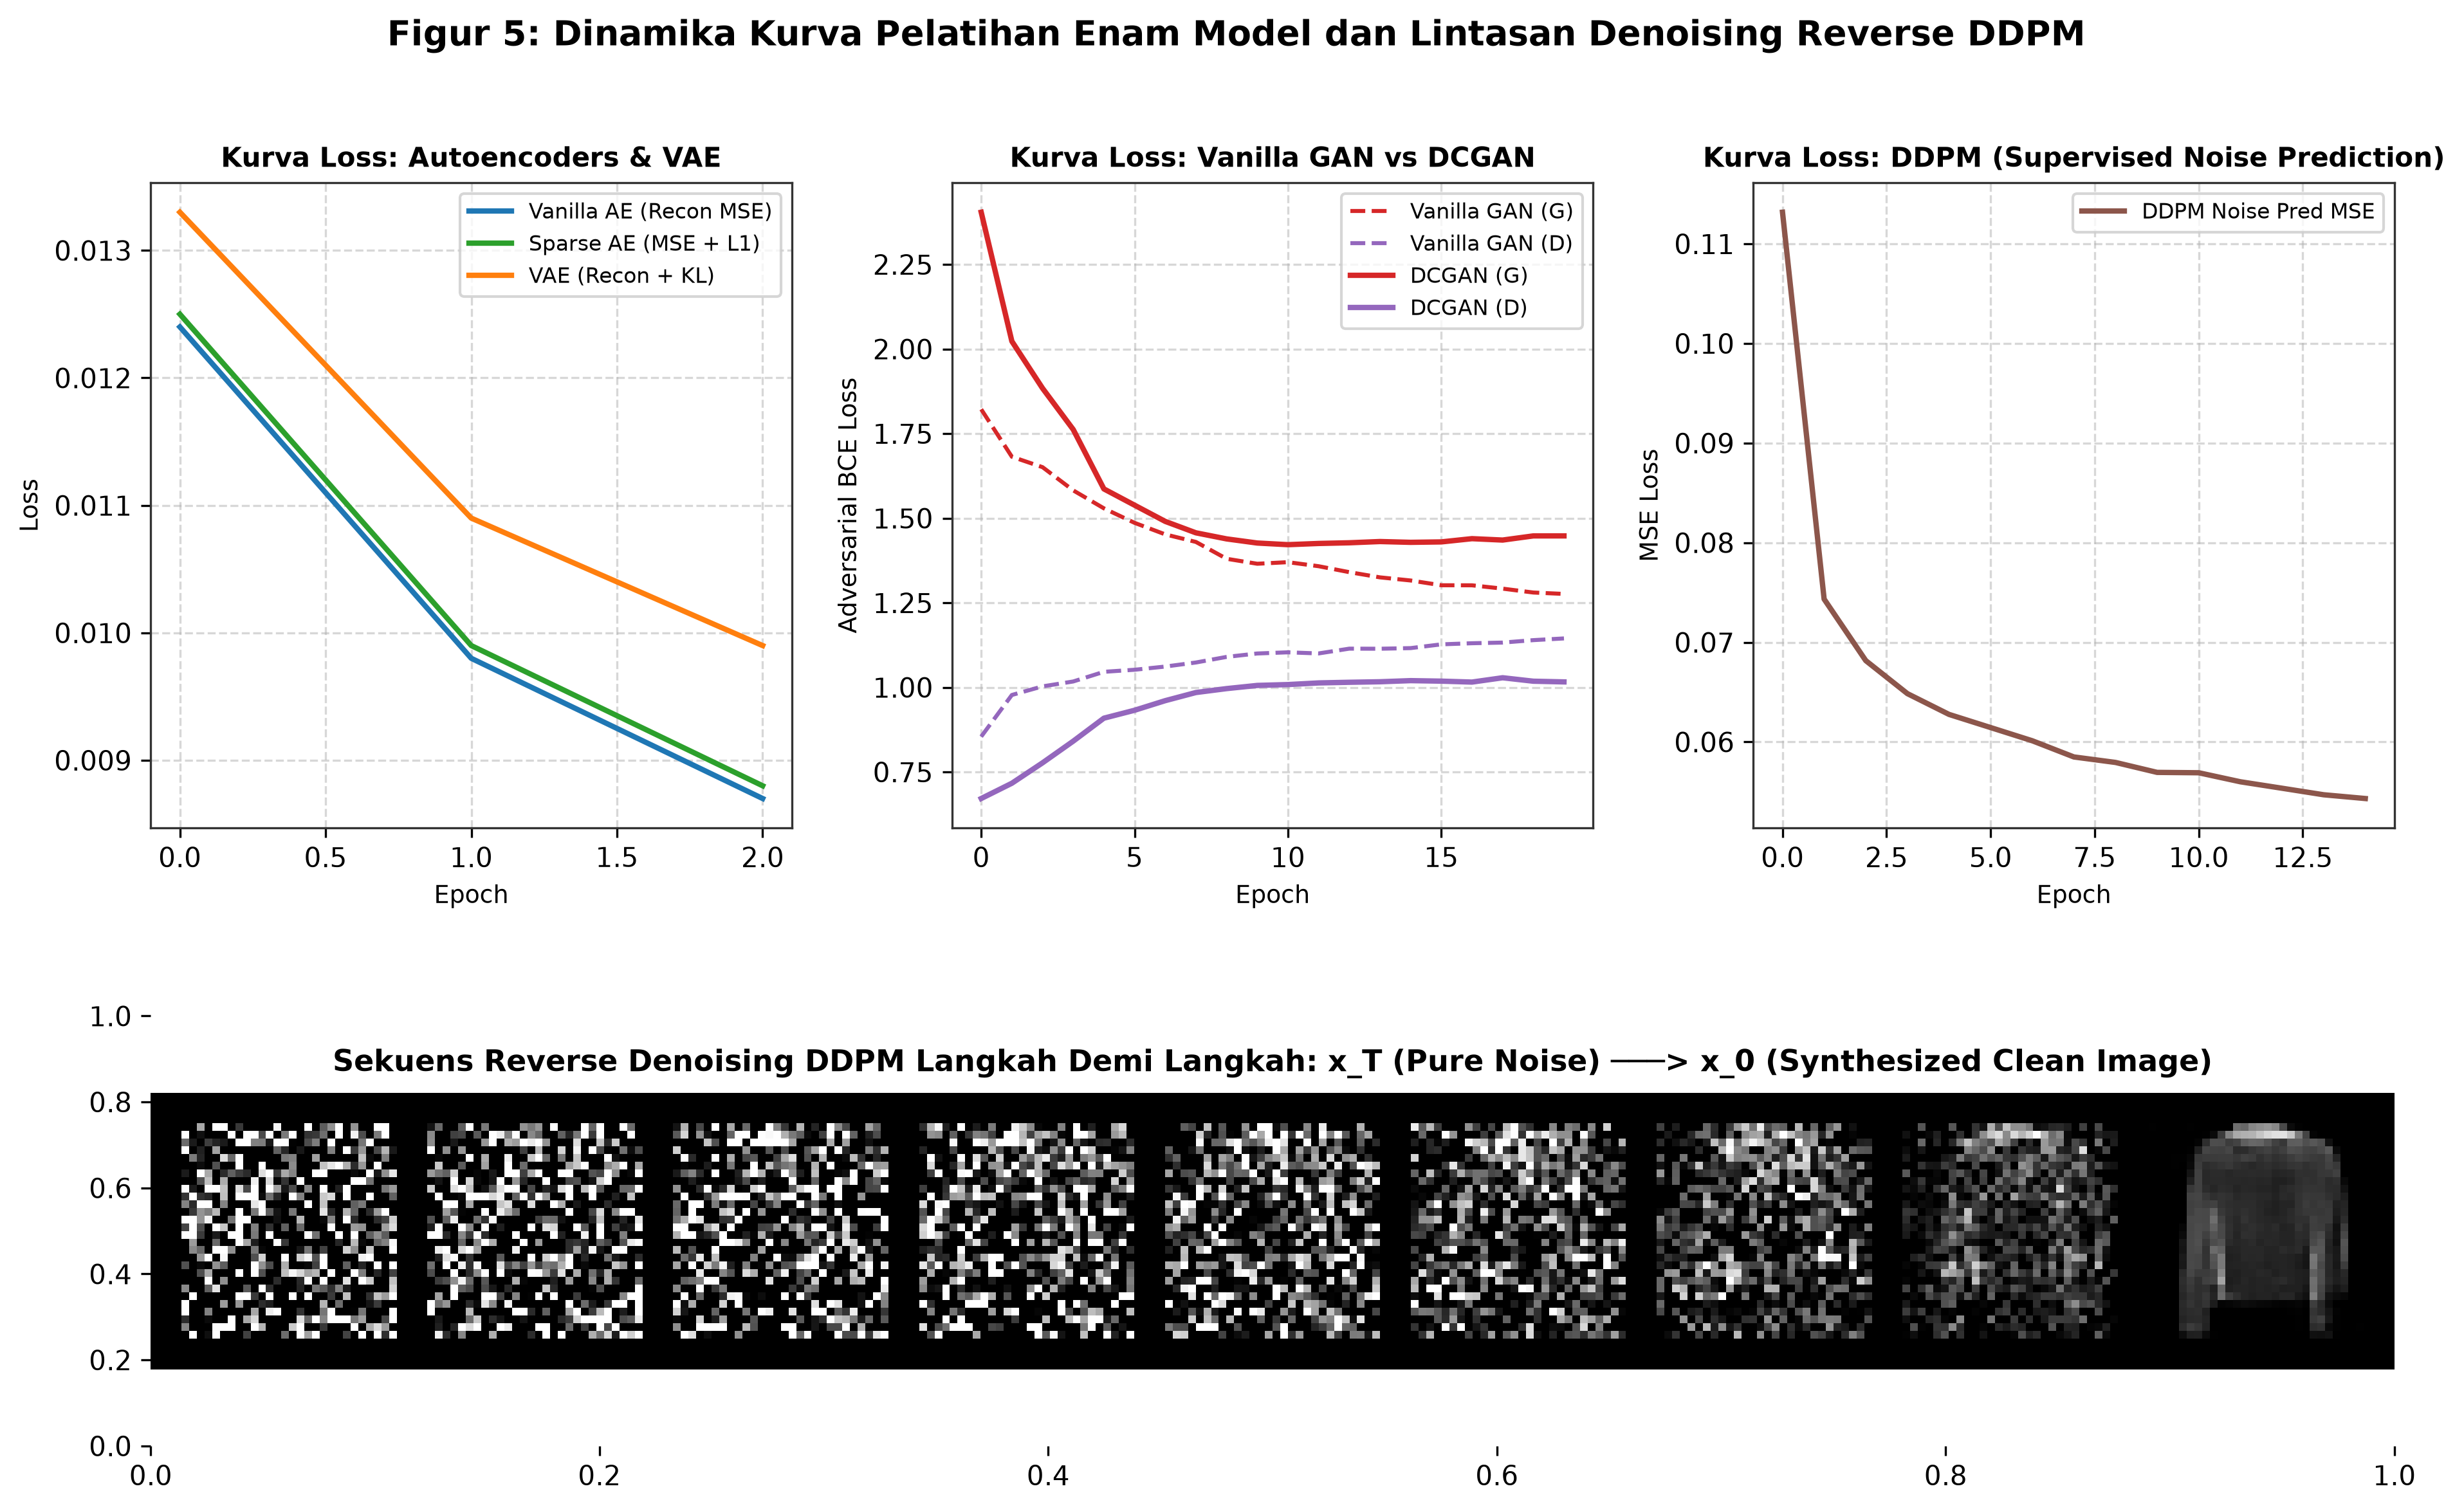 Figur 5: Dinamika Kurva Pelatihan Enam Model dan Lintasan Denoising Reverse DDPM
Kurva Loss: Autoencoders & VAE
Vanilla AE (Recon MSE)
Sparse AE (MSE + L1)
VAE (Recon + KL)
0.013
0.012
0.011
0.010
0.009
Loss
0.0 0.5 1.0 1.5 2.0
Epoch
Kurva Loss: Vanilla GAN vs DCGAN
Vanilla GAN (G)
Vanilla GAN (D)
DCGAN (G)
DCGAN (D)
2.25
2.00
1.75
1.50
1.25
1.00
0.75
Adversarial BCE Loss
0 5 10 15
Epoch
Kurva Loss: DDPM (Supervised Noise Prediction)
DDPM Noise Pred MSE
0.11
0.10
0.09
0.08
0.07
0.06
MSE Loss
0.0 2.5 5.0 7.5 10.0 12.5
Epoch
Sekuens Reverse Denoising DDPM Langkah Demi Langkah: x_T (Pure Noise) ───> x_0 (Synthesized Clean Image)
1.0
0.8
0.6
0.4
0.2
0.0
0.0 0.2 0.4 0.6 0.8 1.0